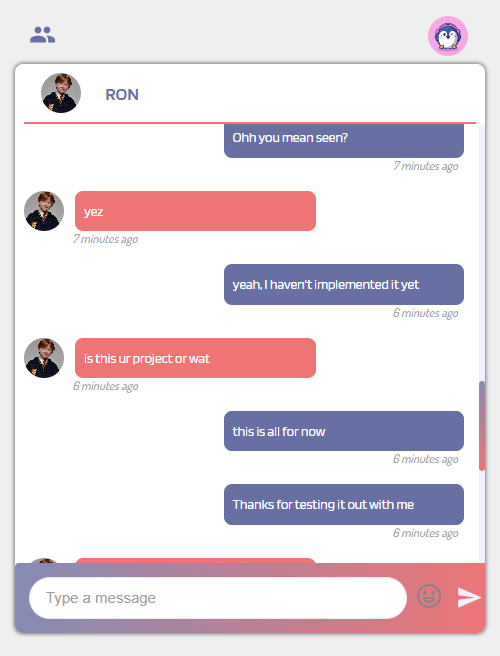 RON
Ohh you mean seen?
7 minutes ago
yez
7 minutes ago
yeah, I haven't implemented it yet
6 minutes ago
is this ur project or wat
6 minutes ago
this is all for now
6 minutes ago
Thanks for testing it out with me
6 minutes ago
Type a message